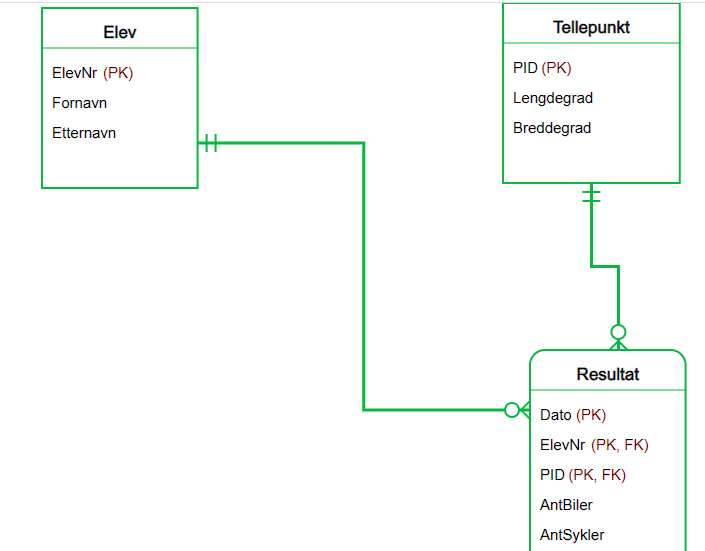 Elev
ElevNr (PK)
Fornavn
Etternavn
Tellepunkt
PID (PK)
Lengdegrad
Breddegrad
Resultat
Dato (PK)
ElevNr (PK, FK)
PID (PK, FK)
AntBiler
AntSykler